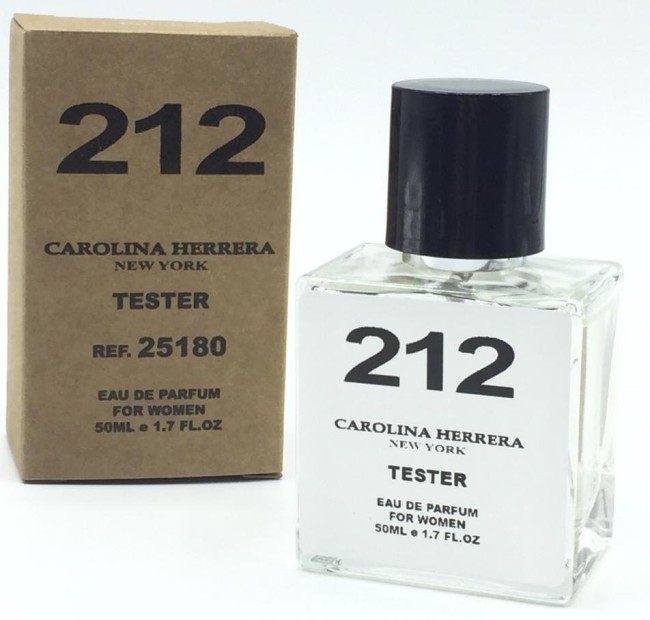 212
CAROLINA HERRERA
NEW YORK
TESTER
REF. 25180
EAU DE PARFUM
FOR WOMEN
50ML e 1.7 FL.OZ
212
CAROLINA HERRERA
NEW YORK
TESTER
EAU DE PARFUM
FOR WOMEN
50ML e 1.7 FL.OZ